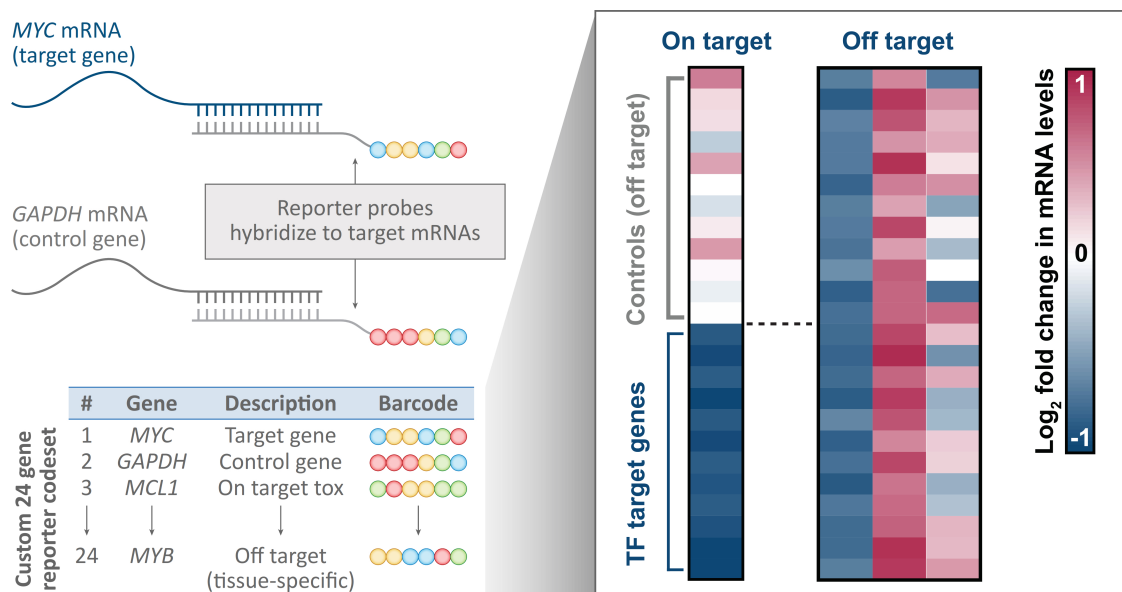 MYC mRNA
(target gene)
GAPDH mRNA
(control gene)
Reporter probes
hybridize to target mRNAs
Custom 24 gene
reporter codeset
# Gene Description Barcode
1 MYC Target gene
2 GAPDH Control gene
3 MCL1 On target tox
24 MYB Off target
(tissue-specific)
On target Off target
Controls (off target)
TF target genes
Log2 fold change in mRNA levels
1
0
-1